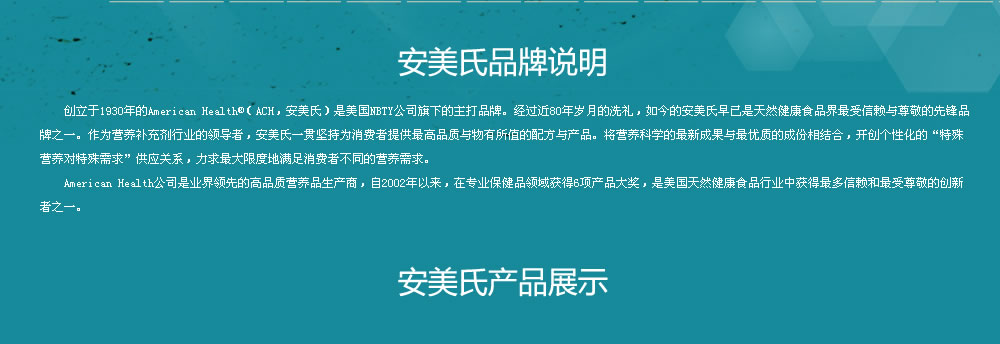 安美氏品牌说明
创立于1930年的American Health®（ACH，安美氏）是美国NBTY公司旗下的主打品牌。经过近80年岁月的洗礼，如今的安美氏早已是天然健康食品界最受信赖与尊敬的先锋品
牌之一。作为营养补充剂行业的领导者，安美氏一贯坚持为消费者提供最高品质与物有所值的配方与产品。将营养科学的最新成果与最优质的成份相结合，开创个性化的“特殊
营养对特殊需求”供应关系，力求最大限度地满足消费者不同的营养需求。
American Health公司是业界领先的高品质营养品生产商，自2002年以来，在专业保健品领域获得6项产品大奖，是美国天然健康食品行业中获得最多信赖和最受尊敬的创新
者之一。
安美氏产品展示